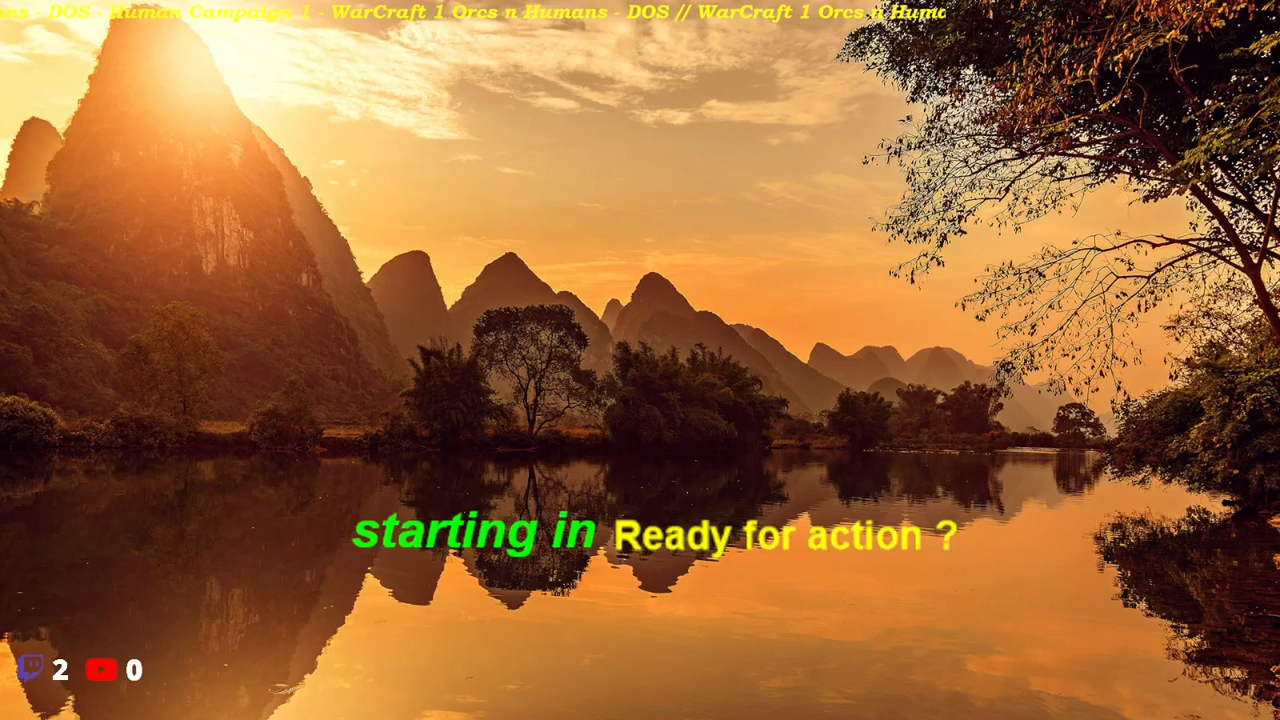 ins - DOS - Human Campaign 1 - WarCraft 1 Orcs n Humans - DOS // WarCraft 1 Orcs n Huma
starting in Ready for action ?
2 0